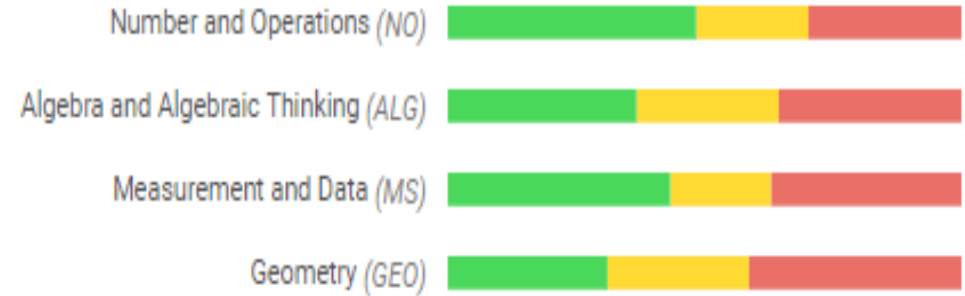 Number and Operations (NO)
Algebra and Algebraic Thinking (ALG)
Measurement and Data (MS)
Geometry (GEO)